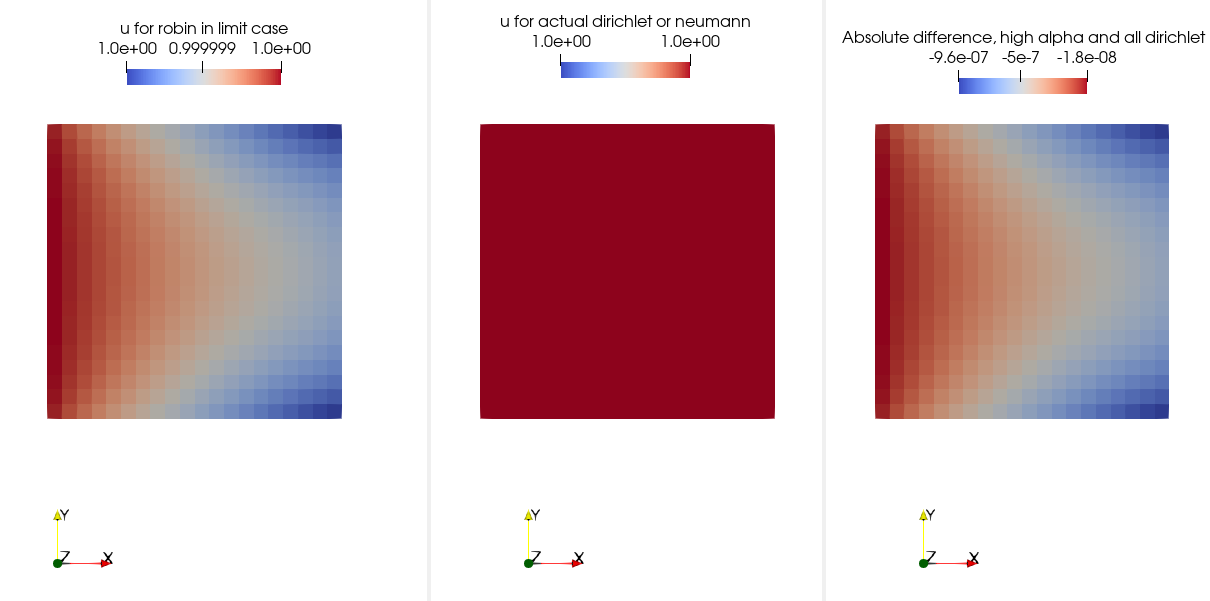 u for robin in limit case
1.0e+00 0.999999 1.0e+00
u for actual dirichlet or neumann
1.0e+00 1.0e+00
Absolute difference, high alpha and all dirichlet
-9.6e-07 -5e-7 -1.8e-08
Y
Z X
Y
Z X
Y
Z X